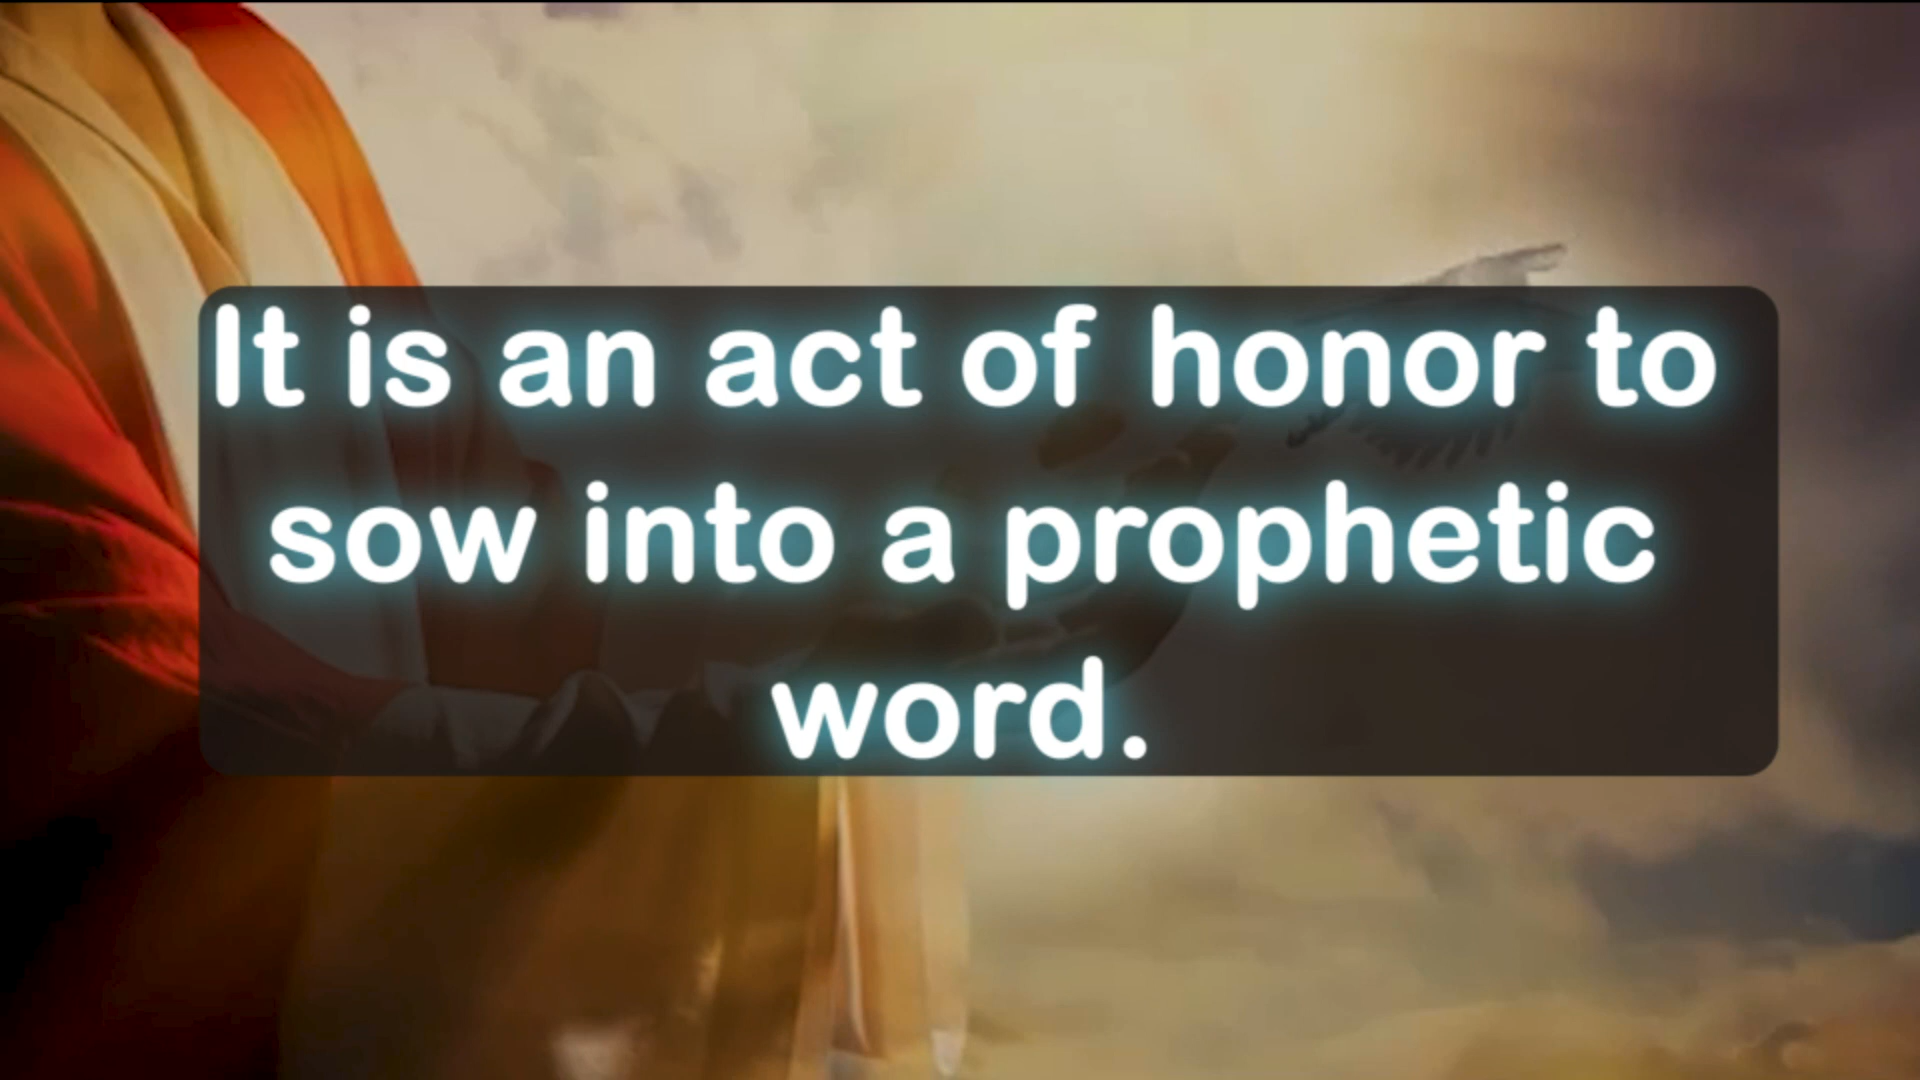 It is an act of honor to
sow into a prophetic
word.